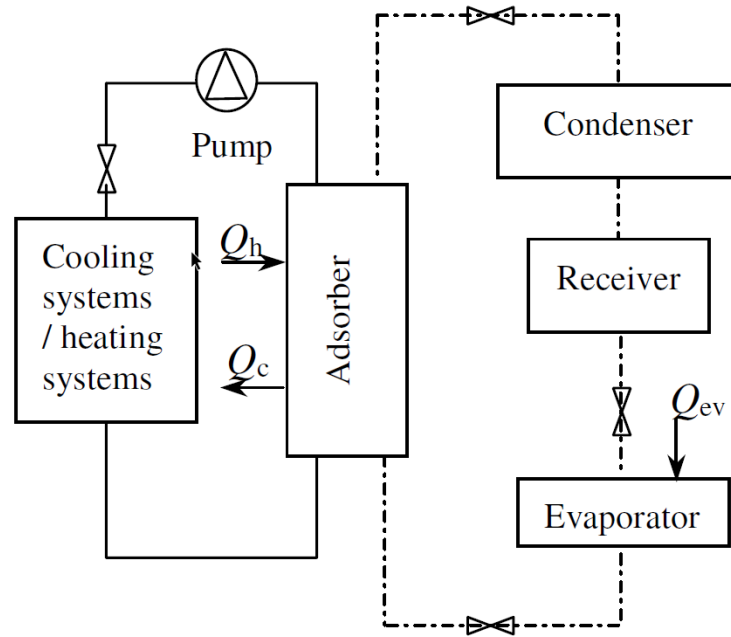 Pump
Cooling
systems
/ heating
systems
Qh
Qc
Adsorber
Condenser
Receiver
Qev
Evaporator